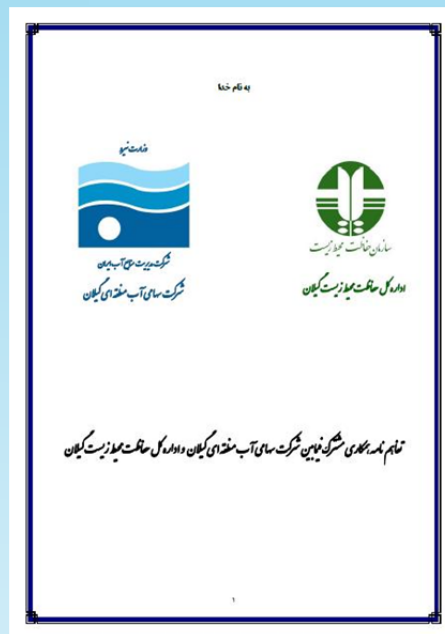 به نام خدا
وزارت نیرو
شرکت مدیریت منابع آب ایران
شرکت سهامی آب منطقه ای گیلان
سازمان حفاظت محیط زیست
اداره کل حفاظت محیط زیست گیلان
تفاهم نامه همکاری مشترک فیمابین شرکت سهامی آب منطقه ای گیلان و اداره کل حفاظت محیط زیست گیلان
۱